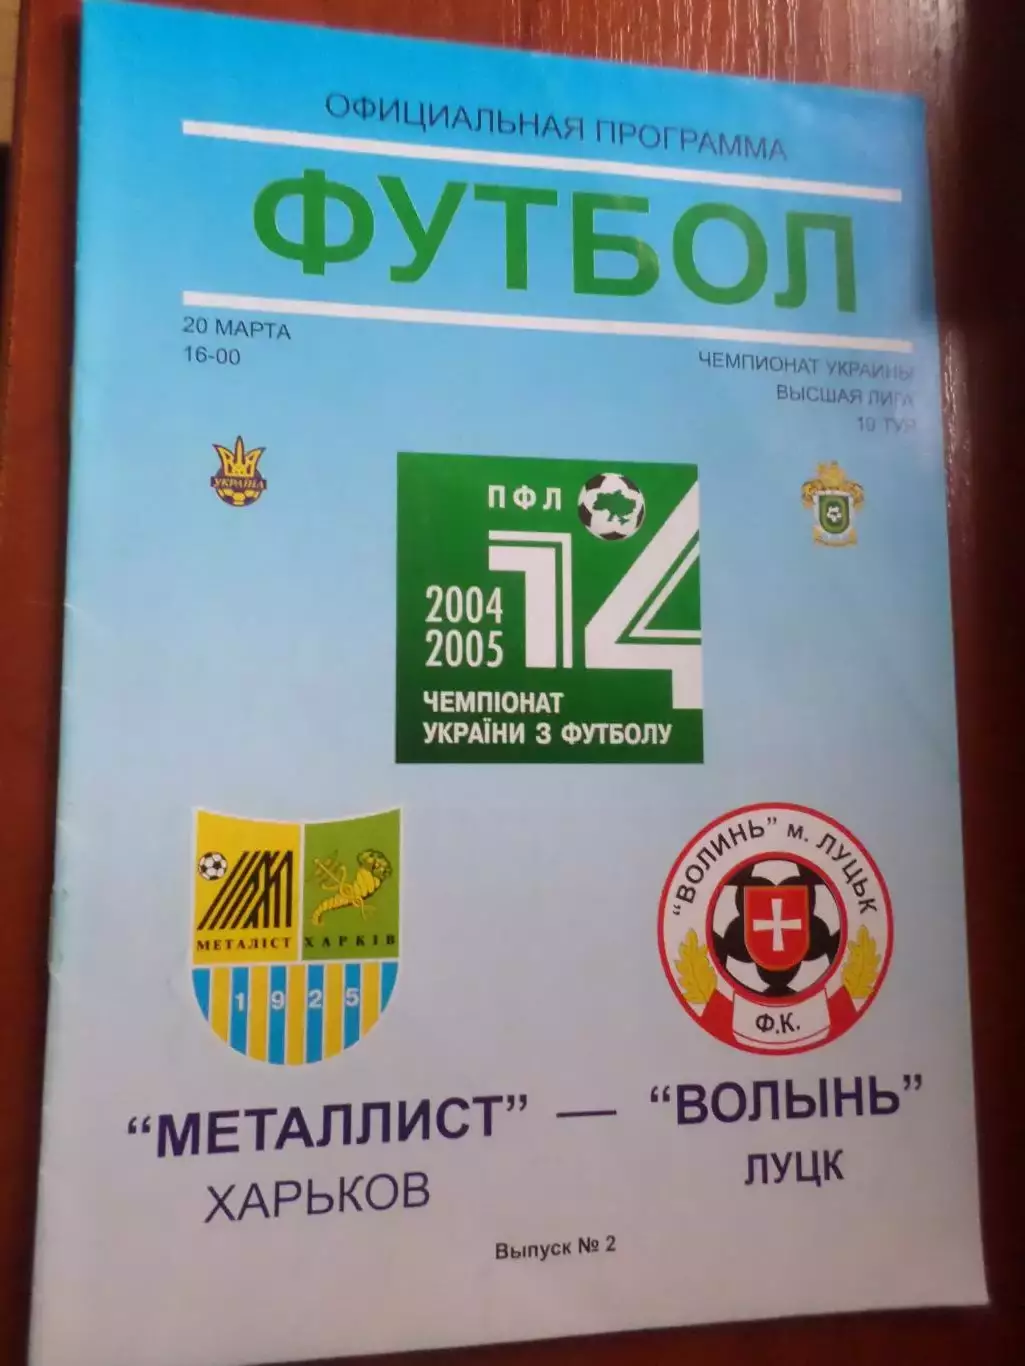 ОФИЦИАЛЬНАЯ ПРОГРАММА
ФУТБОЛ
20 МАРТА
16-00
ЧЕМПИОНАТ УКРАИНЫ
ВЫСШАЯ ЛИГА
19 ТУР
УКРАЇНА
ПФЛ
14
2004
2005
ЧЕМПІОНАТ
УКРАЇНИ З ФУТБОЛУ
МЕТАЛІСТ ХАРКІВ
1925
"ВОЛИНЬ" м. ЛУЦЬК
Ф.К.
“МЕТАЛЛИСТ” — “ВОЛЫНЬ”
ХАРЬКОВ
ЛУЦК
Выпуск № 2